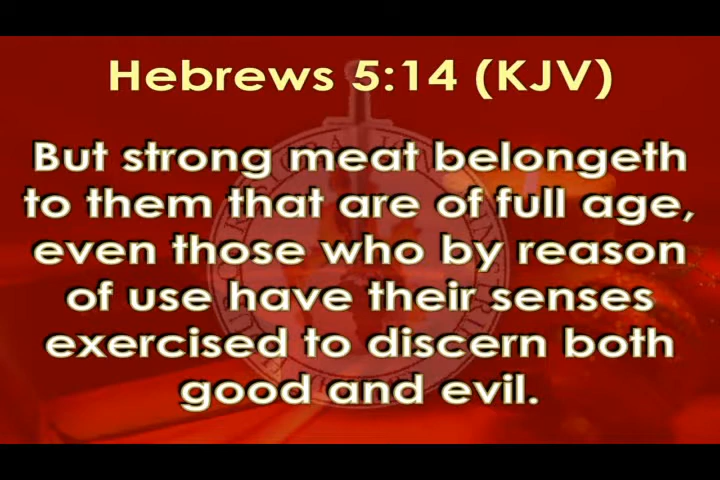 Hebrews 5:14 (KJV)
But strong meat belongeth
to them that are of full age,
even those who by reason
of use have their senses
exercised to discern both
good and evil.